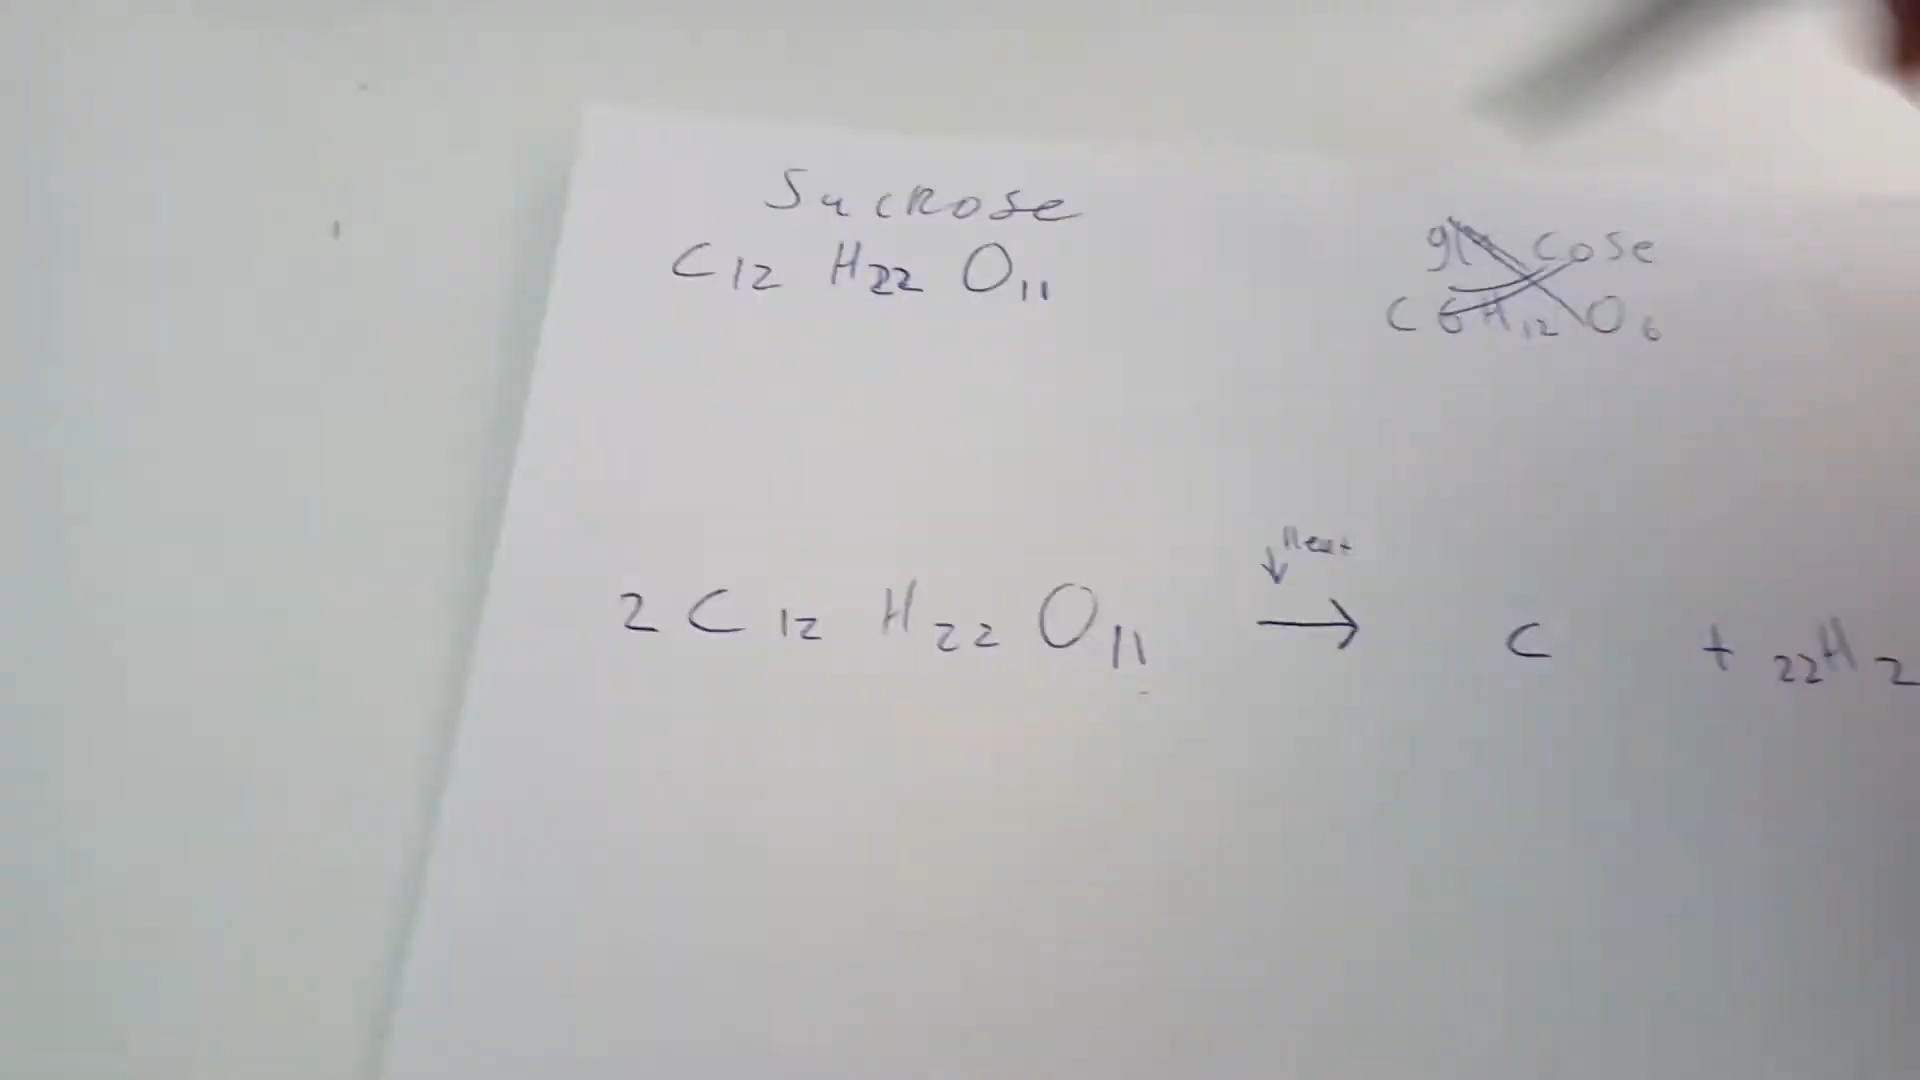 Sucrose
C12 H22 O11
glucose
C6H12O6
Heat
2 C12 H22 O11 → C + 22H2